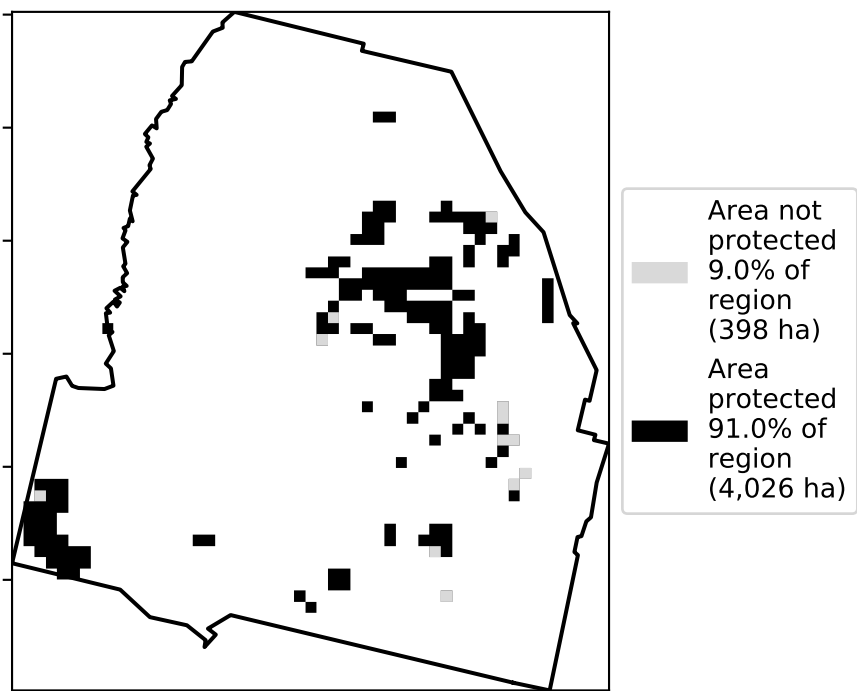 Area not
protected
9.0% of
region
(398 ha)
Area
protected
91.0% of
region
(4,026 ha)